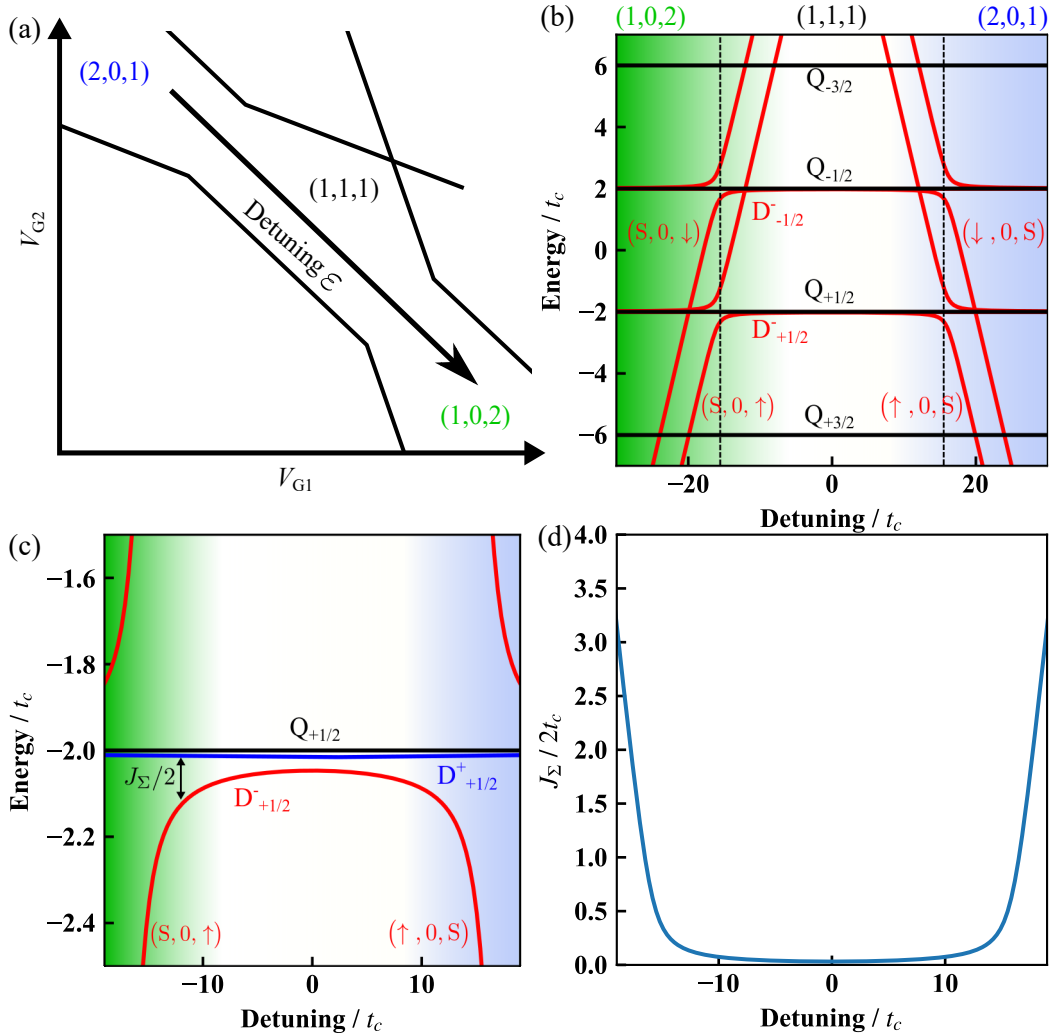 (a)
(2,0,1)
(1,1,1)
Detuning ε
(1,0,2)
V_G2
V_G1
(b)
(1,0,2) (1,1,1) (2,0,1)
Q_-3/2
Q_-1/2
D^-_-1/2
(S, 0, ↓) (↓ , 0, S)
Q_+1/2
D^-_+1/2
(S, 0, ↑) (↑ , 0, S)
Q_+3/2
6
4
2
0
−2
−4
−6
Energy / t_c
−20 0 20
Detuning / t_c
(c)
Q_+1/2
J_Σ/2
D^+_+1/2
D^-_+1/2
(S, 0, ↑) (↑ , 0, S)
−1.6
−1.8
−2.0
−2.2
−2.4
Energy / t_c
−10 0 10
Detuning / t_c
(d)
4.0
3.5
3.0
2.5
2.0
1.5
1.0
0.5
0.0
J_Σ / 2t_c
−10 0 10
Detuning / t_c